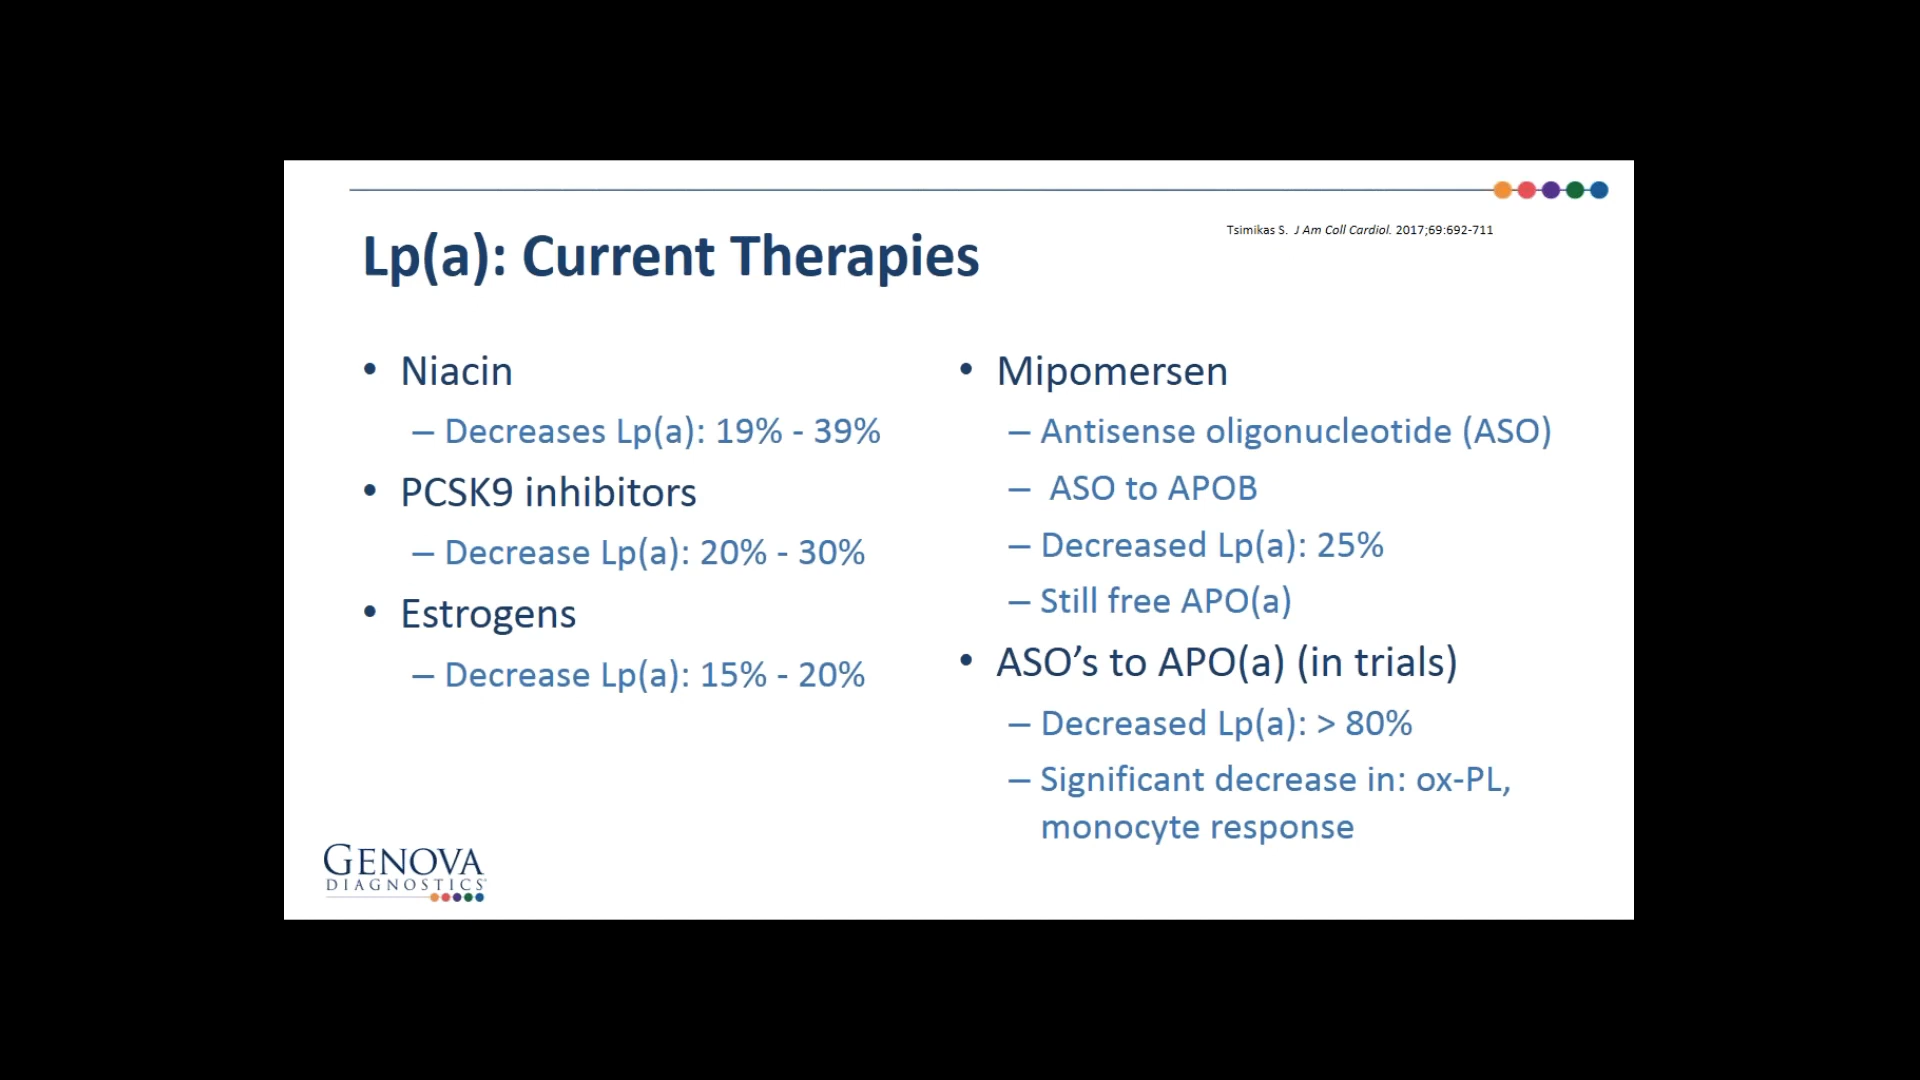 Tsimikas S. J Am Coll Cardiol. 2017;69:692-711
Lp(a): Current Therapies
• Niacin
– Decreases Lp(a): 19% - 39%
• PCSK9 inhibitors
– Decrease Lp(a): 20% - 30%
• Estrogens
– Decrease Lp(a): 15% - 20%
• Mipomersen
– Antisense oligonucleotide (ASO)
– ASO to APOB
– Decreased Lp(a): 25%
– Still free APO(a)
• ASO’s to APO(a) (in trials)
– Decreased Lp(a): > 80%
– Significant decrease in: ox-PL,
monocyte response
GENOVA
DIAGNOSTICS